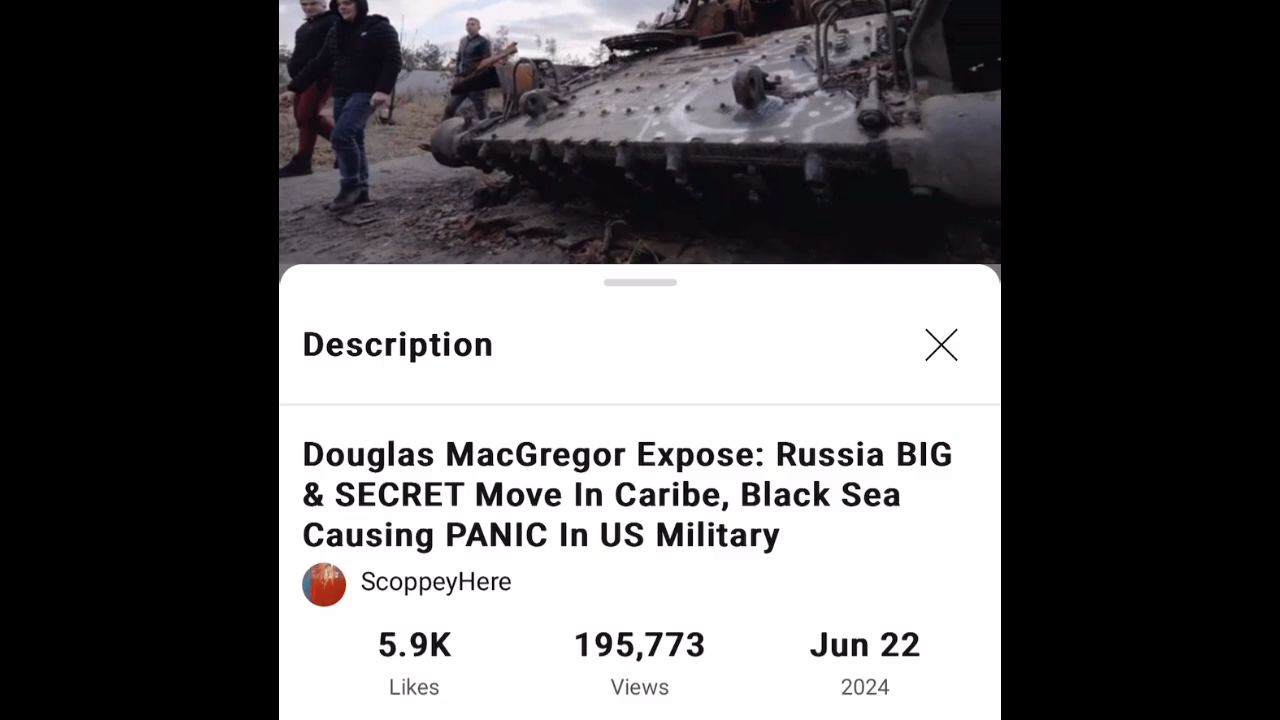 Description
Douglas MacGregor Expose: Russia BIG
& SECRET Move In Caribe, Black Sea
Causing PANIC In US Military
ScoppeyHere
5.9K 195,773 Jun 22
Likes Views 2024